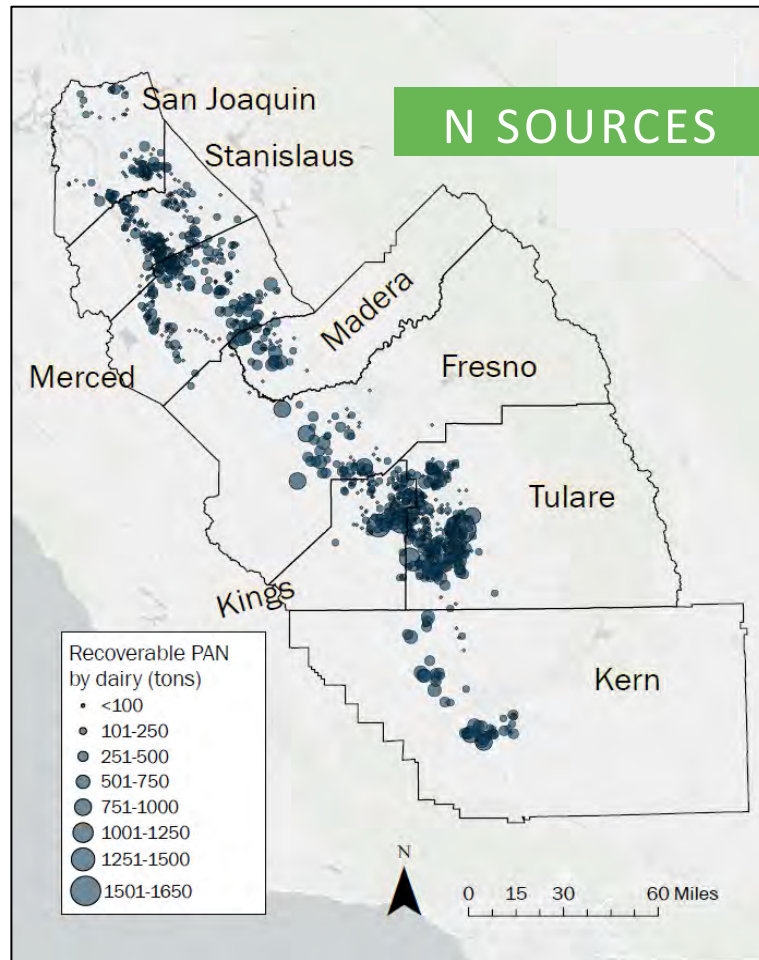 N SOURCES
San Joaquin
Stanislaus
Madera
Merced
Fresno
Tulare
Kings
Kern
Recoverable PAN
by dairy (tons)
<100
101-250
251-500
501-750
751-1000
1001-1250
1251-1500
1501-1650
N
0 15 30 60 Miles